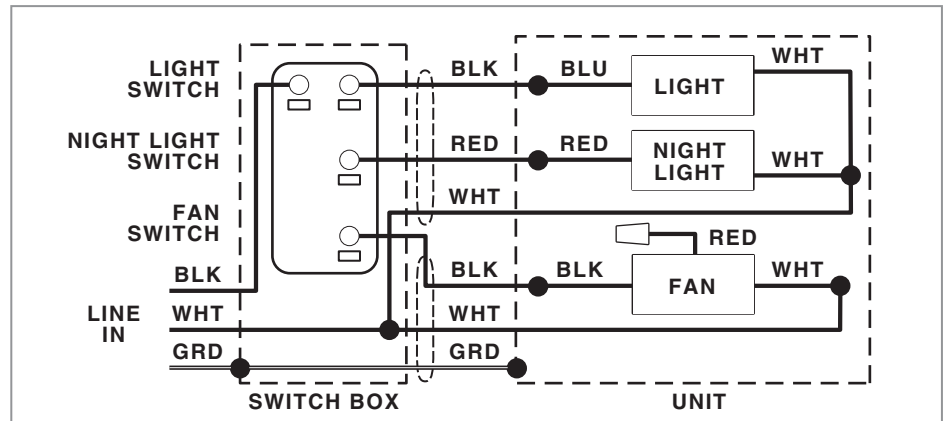 LIGHT
SWITCH
BLK
BLU
WHT
LIGHT
NIGHT LIGHT
SWITCH
RED
RED
NIGHT
LIGHT
WHT
WHT
FAN
SWITCH
RED
BLK
BLK
BLK
FAN
WHT
LINE
IN
WHT
WHT
GRD
GRD
SWITCH BOX
UNIT